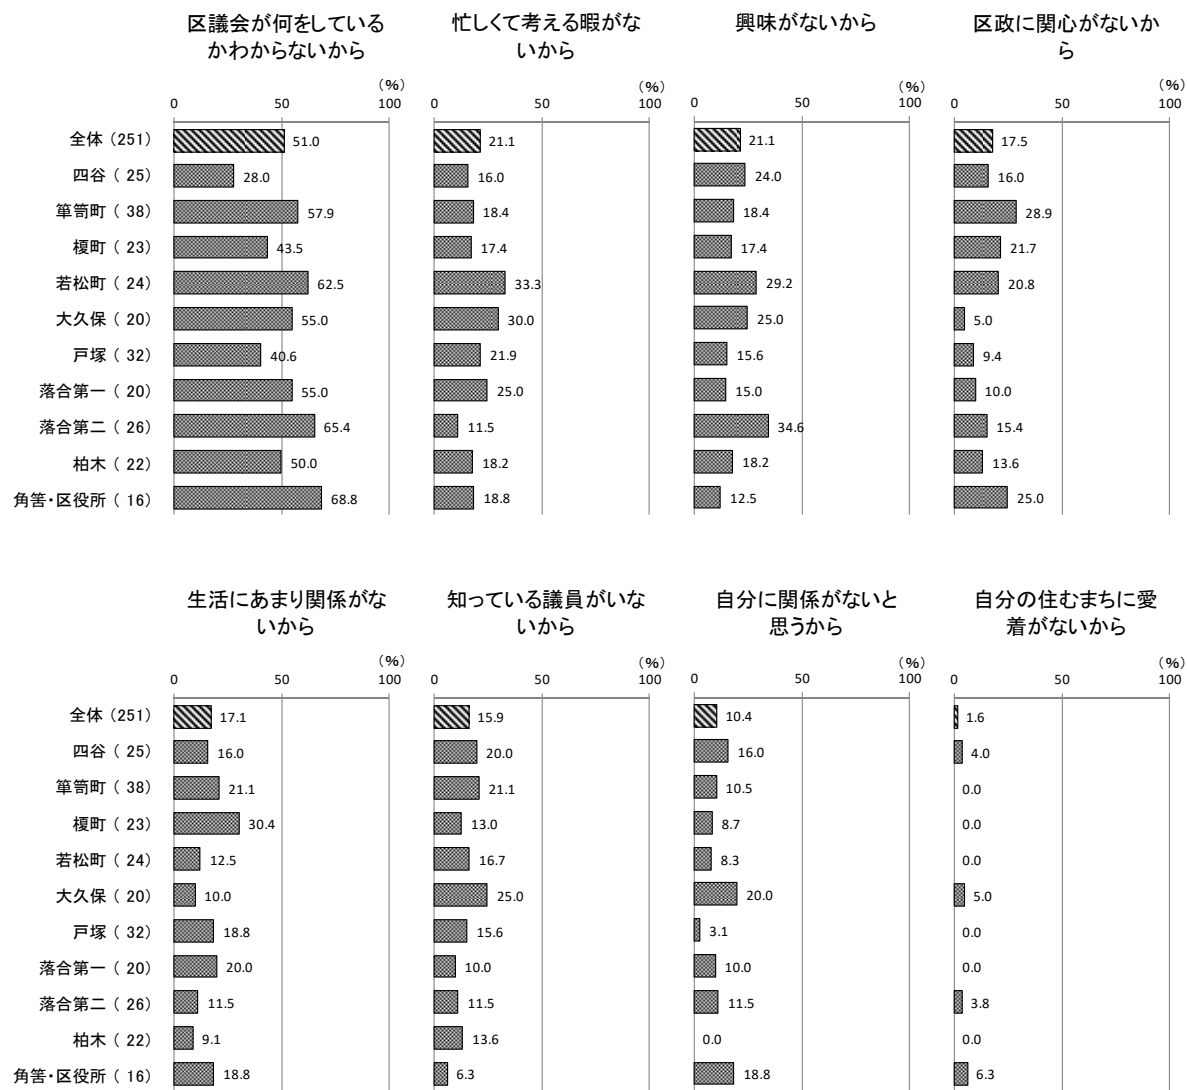 区議会が何をしている 忙しくて考える暇がな 興味がないから 区政に関心がないか
かわからないから いから ら
(%) (%) (%) (%)
0 50 100 0 50 100 0 50 100 0 50 100
全体 (251) 51.0 21.1 21.1 17.5
四谷 ( 25) 28.0 16.0 24.0 16.0
箪笥町 ( 38) 57.9 18.4 18.4 28.9
榎町 ( 23) 43.5 17.4 17.4 21.7
若松町 ( 24) 62.5 33.3 29.2 20.8
大久保 ( 20) 55.0 30.0 25.0 5.0
戸塚 ( 32) 40.6 21.9 15.6 9.4
落合第一 ( 20) 55.0 25.0 15.0 10.0
落合第二 ( 26) 65.4 11.5 34.6 15.4
柏木 ( 22) 50.0 18.2 18.2 13.6
角筈・区役所 ( 16) 68.8 18.8 12.5 25.0
生活にあまり関係がな 知っている議員がいな 自分に関係がないと 自分の住むまちに愛
いから いから 思うから 着がないから
(%) (%) (%) (%)
0 50 100 0 50 100 0 50 100 0 50 100
全体 (251) 17.1 15.9 10.4 1.6
四谷 ( 25) 16.0 20.0 16.0 4.0
箪笥町 ( 38) 21.1 21.1 10.5 0.0
榎町 ( 23) 30.4 13.0 8.7 0.0
若松町 ( 24) 12.5 16.7 8.3 0.0
大久保 ( 20) 10.0 25.0 20.0 5.0
戸塚 ( 32) 18.8 15.6 3.1 0.0
落合第一 ( 20) 20.0 10.0 10.0 0.0
落合第二 ( 26) 11.5 11.5 11.5 3.8
柏木 ( 22) 9.1 13.6 0.0 0.0
角筈・区役所 ( 16) 18.8 6.3 18.8 6.3